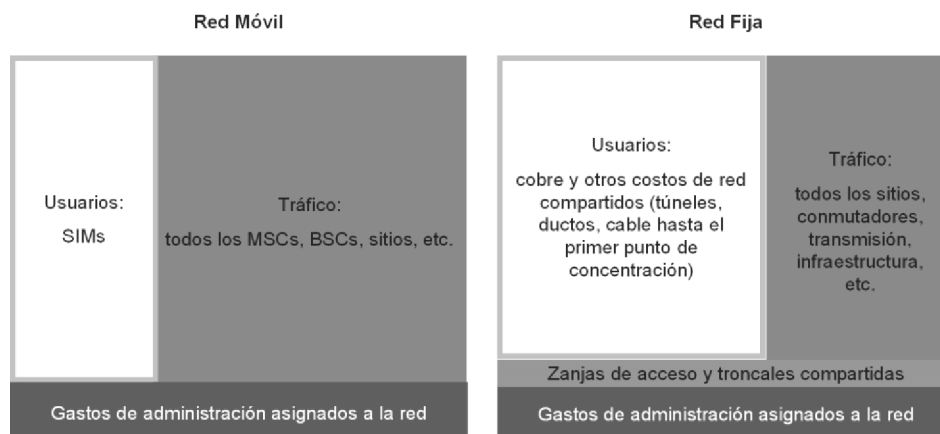 Red Móvil
Usuarios:
SIMs
Tráfico:
todos los MSCs, BSCs, sitios, etc.
Gastos de administración asignados a la red
Red Fija
Usuarios:
cobre y otros costos de red
compartidos (túneles,
ductos, cable hasta el
primer punto de
concentración)
Tráfico:
todos los sitios,
conmutadores,
transmisión,
infraestructura,
etc.
Zanjas de acceso y troncales compartidas
Gastos de administración asignados a la red